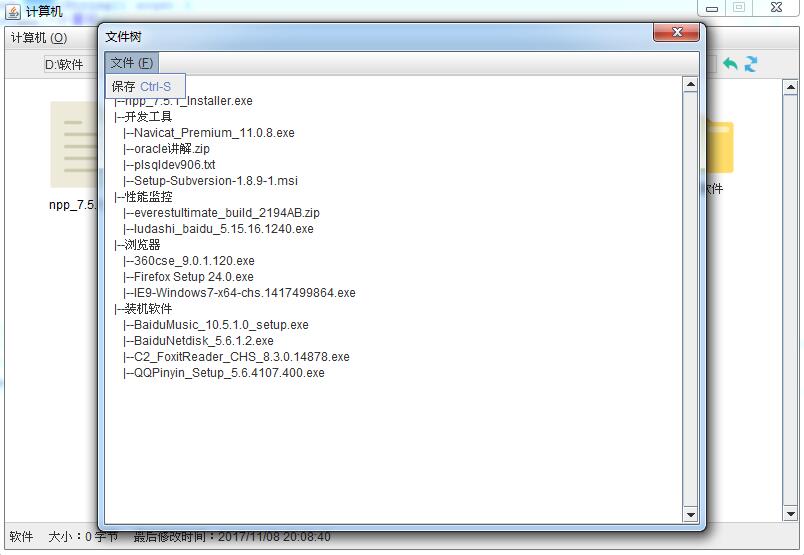 计算机
计算机 (O)
D:\软件
文件树
文件 (F)
保存 Ctrl-S
|--npp_7.5.1_Installer.exe
|--开发工具
|--Navicat_Premium_11.0.8.exe
|--oracle讲解.zip
|--plsqldev906.txt
|--Setup-Subversion-1.8.9-1.msi
|--性能监控
|--everestultimate_build_2194AB.zip
|--ludashi_baidu_5.15.16.1240.exe
|--浏览器
|--360cse_9.0.1.120.exe
|--Firefox Setup 24.0.exe
|--IE9-Windows7-x64-chs.1417499864.exe
|--装机软件
|--BaiduMusic_10.5.1.0_setup.exe
|--BaiduNetdisk_5.6.1.2.exe
|--C2_FoxitReader_CHS_8.3.0.14878.exe
|--QQPinyin_Setup_5.6.4107.400.exe
npp_7.5.
软件
软件 大小：0 字节 最后修改时间：2017/11/08 20:08:40